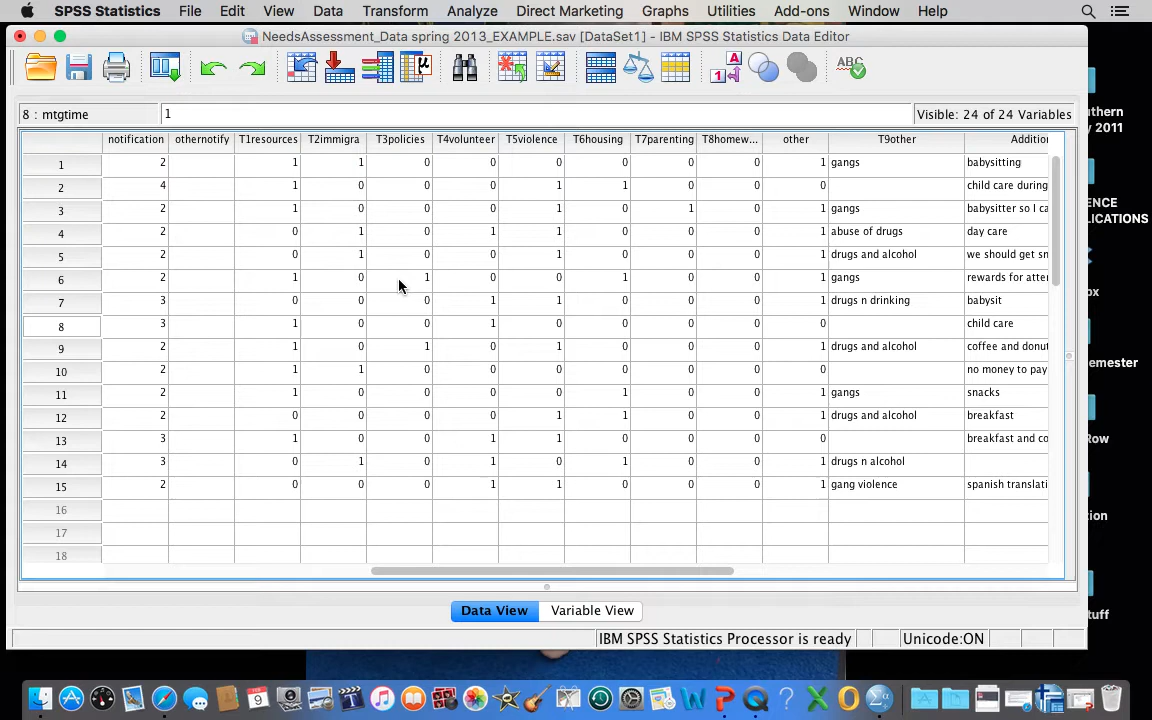 SPSS Statistics File Edit View Data Transform Analyze Direct Marketing Graphs Utilities Add-ons Window Help
NeedsAssessment_Data spring 2013_EXAMPLE.sav [DataSet1] - IBM SPSS Statistics Data Editor
8 : mtgtime 1 Visible: 24 of 24 Variables
notification othernotify T1resources T2immigra T3policies T4volunteer T5violence T6housing T7parenting T8homew... other T9other Addition
1 2 1 1 0 0 0 0 0 0 1 gangs babysitting
2 4 1 0 0 0 1 1 0 0 0 child care during
3 2 1 0 0 0 1 0 1 0 1 gangs babysitter so I ca
4 2 0 1 0 1 1 0 0 0 1 abuse of drugs day care
5 2 0 1 0 0 1 0 0 0 1 drugs and alcohol we should get sn
6 2 1 0 1 0 0 1 0 0 1 gangs rewards for atter
7 3 0 0 0 1 1 0 0 0 1 drugs n drinking babysit
8 3 1 0 0 1 0 0 0 0 0 child care
9 2 1 0 1 0 1 0 0 0 1 drugs and alcohol coffee and donut
10 2 1 1 0 0 0 0 0 0 0 no money to pay
11 2 1 0 0 0 0 1 0 0 1 gangs snacks
12 2 0 0 0 0 1 1 0 0 1 drugs and alcohol breakfast
13 3 1 0 0 1 1 0 0 0 0 breakfast and co
14 3 0 1 0 1 0 1 0 0 1 drugs n alcohol
15 2 0 0 0 1 1 0 0 0 1 gang violence spanish translati
16
17
18
Data View Variable View
IBM SPSS Statistics Processor is ready Unicode:ON
thern
y 2011
ENCE
LICATIONS
ox
emester
Row
tion
tuff